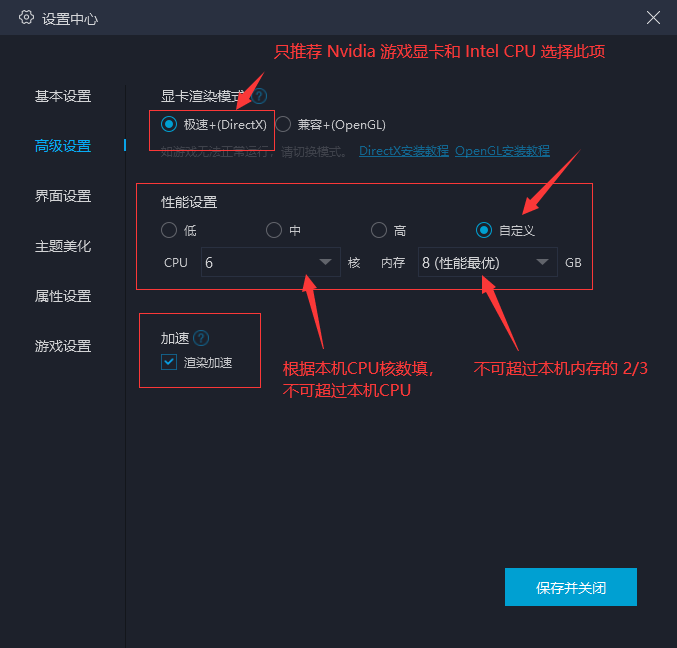 设置中心
只推荐 Nvidia 游戏显卡和 Intel CPU 选择此项
基本设置
显卡渲染模式
高级设置
极速+(DirectX)
兼容+(OpenGL)
如游戏无法正常运行，请切换模式。 DirectX安装教程 OpenGL安装教程
界面设置
性能设置
低
中
高
自定义
主题美化
CPU 6 核 内存 8 (性能最优) GB
属性设置
加速
游戏设置
渲染加速
根据本机CPU核数填,
不可超过本机CPU
不可超过本机内存的 2/3
保存并关闭